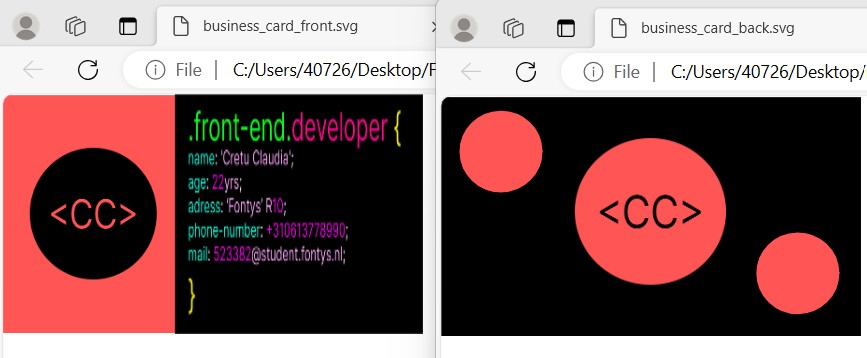 business_card_front.svg
File | C:/Users/40726/Desktop/F
<CC>
.front-end.developer {
name: 'Cretu Claudia';
age: 22yrs;
adress: 'Fontys' R10;
phone-number: +310613778990;
mail: 523382@student.fontys.nl;
}
business_card_back.svg
File | C:/Users/40726/Desktop/
<CC>